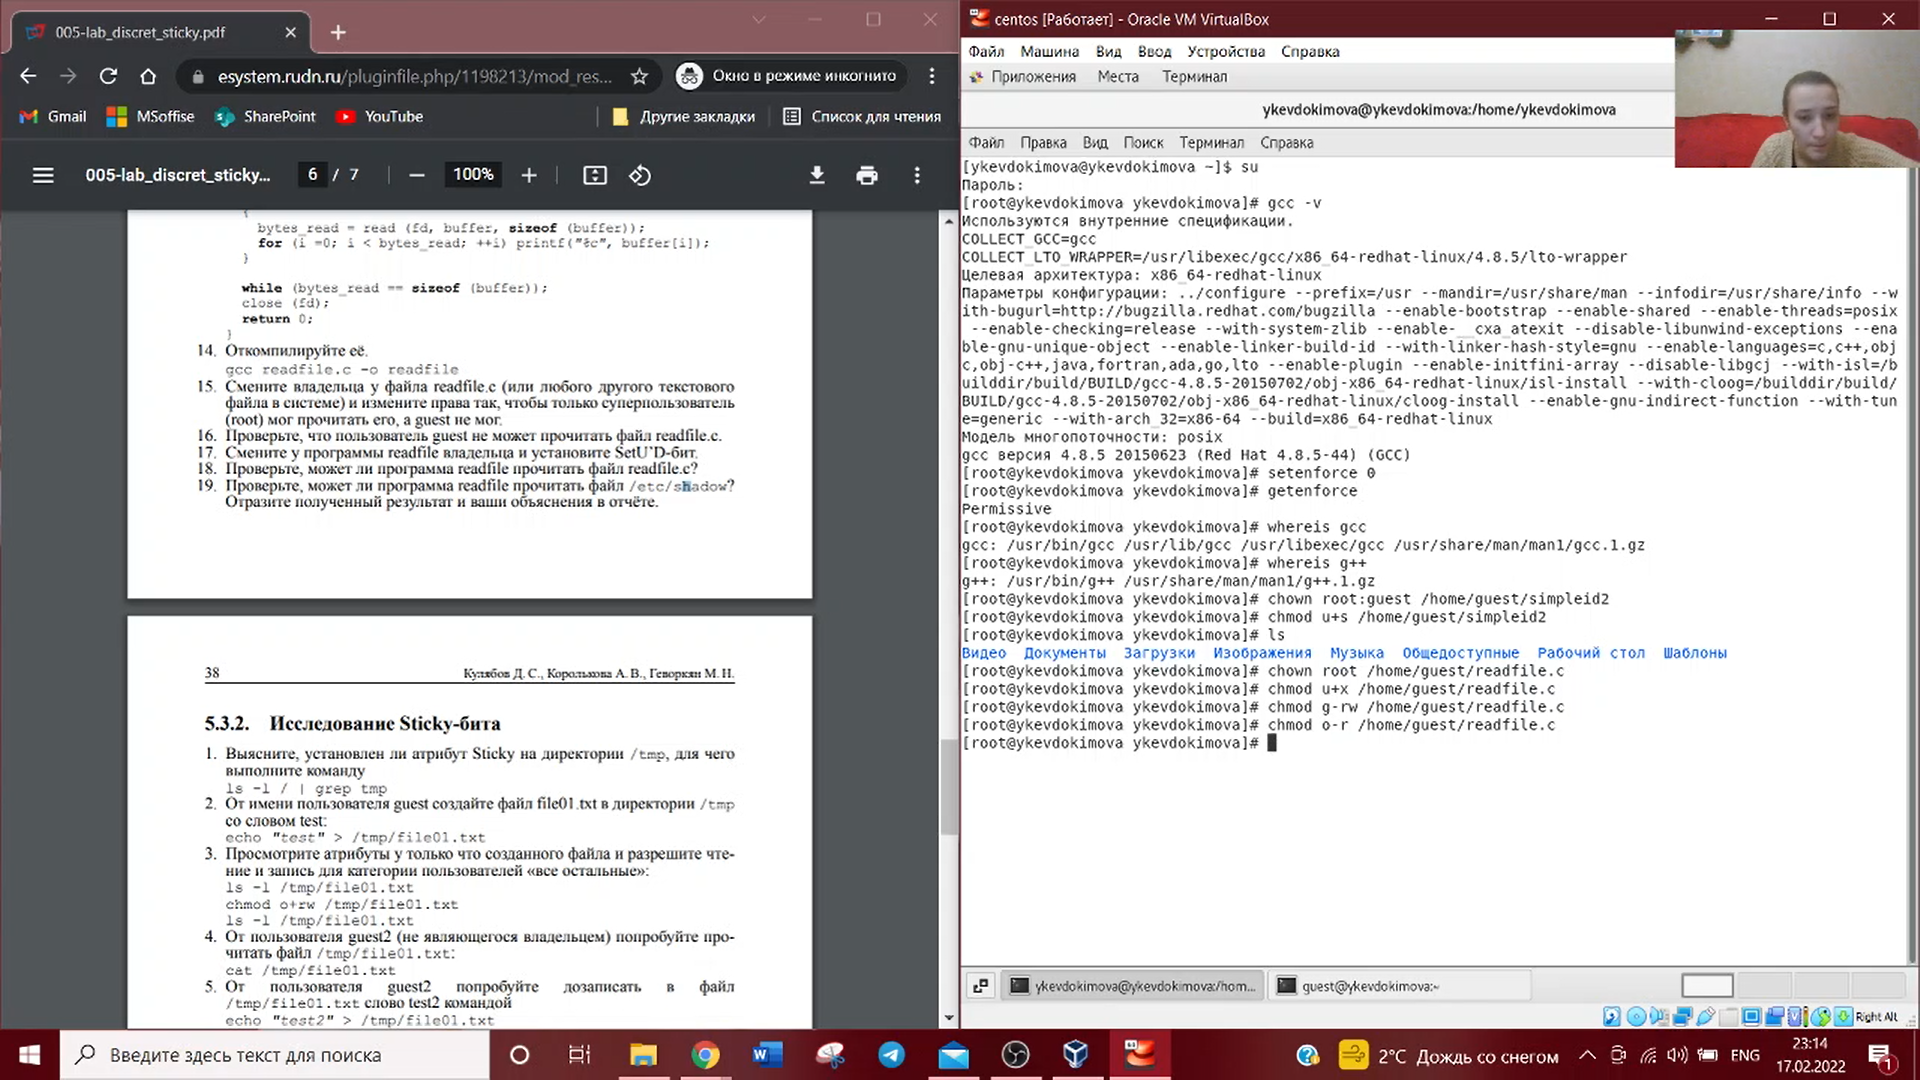 005-lab_discret_sticky.pdf
esystem.rudn.ru/pluginfile.php/1198213/mod_res...
Окно в режиме инкогнито
Gmail
MSoffise
SharePoint
YouTube
Другие закладки
Список для чтения
005-lab_discret_sticky...
6 / 7
100%
{
bytes_read = read (fd, buffer, sizeof (buffer));
for (i =0; i < bytes_read; ++i) printf("%c", buffer[i]);
}
while (bytes_read == sizeof (buffer));
close (fd);
return 0;
}
14. Откомпилируйте её.
gcc readfile.c -o readfile
15. Смените владельца у файла readfile.c (или любого другого текстового
файла в системе) и измените права так, чтобы только суперпользователь
(root) мог прочитать его, a guest не мог.
16. Проверьте, что пользователь guest не может прочитать файл readfile.c.
17. Смените у программы readfile владельца и установите SetU'D-бит.
18. Проверьте, может ли программа readfile прочитать файл readfile.c?
19. Проверьте, может ли программа readfile прочитать файл /etc/shadow?
Отразите полученный результат и ваши объяснения в отчёте.
38
Кулябов Д. С., Королькова А. В., Геворкян М. Н.
5.3.2. Исследование Sticky-бита
1. Выясните, установлен ли атрибут Sticky на директории /tmp, для чего
выполните команду
ls -l / | grep tmp
2. От имени пользователя guest создайте файл file01.txt в директории /tmp
со словом test:
echo "test" > /tmp/file01.txt
3. Просмотрите атрибуты у только что созданного файла и разрешите чте-
ние и запись для категории пользователей «все остальные»:
ls -l /tmp/file01.txt
chmod o+rw /tmp/file01.txt
ls -l /tmp/file01.txt
4. От пользователя guest2 (не являющегося владельцем) попробуйте про-
читать файл /tmp/file01.txt:
cat /tmp/file01.txt
5. От пользователя guest2 попробуйте дозаписать в файл
/tmp/file01.txt слово test2 командой
echo "test2" > /tmp/file01.txt
centos [Работает] - Oracle VM VirtualBox
Файл Машина Вид Ввод Устройства Справка
Приложения Места Терминал
ykevdokimova@ykevdokimova:/home/ykevdokimova
Файл Правка Вид Поиск Терминал Справка
[ykevdokimova@ykevdokimova ~]$ su
Пароль:
[root@ykevdokimova ykevdokimova]# gcc -v
Используются внутренние спецификации.
COLLECT_GCC=gcc
COLLECT_LTO_WRAPPER=/usr/libexec/gcc/x86_64-redhat-linux/4.8.5/lto-wrapper
Целевая архитектура: x86_64-redhat-linux
Параметры конфигурации: ../configure --prefix=/usr --mandir=/usr/share/man --infodir=/usr/share/info --w
ith-bugurl=http://bugzilla.redhat.com/bugzilla --enable-bootstrap --enable-shared --enable-threads=posix
--enable-checking=release --with-system-zlib --enable-__cxa_atexit --disable-libunwind-exceptions --ena
ble-gnu-unique-object --enable-linker-build-id --with-linker-hash-style=gnu --enable-languages=c,c++,obj
c,obj-c++,java,fortran,ada,go,lto --enable-plugin --enable-initfini-array --disable-libgcj --with-isl=/b
uilddir/build/BUILD/gcc-4.8.5-20150702/obj-x86_64-redhat-linux/isl-install --with-cloog=/builddir/build/
BUILD/gcc-4.8.5-20150702/obj-x86_64-redhat-linux/cloog-install --enable-gnu-indirect-function --with-tun
e=generic --with-arch_32=x86-64 --build=x86_64-redhat-linux
Модель многопоточности: posix
gcc версия 4.8.5 20150623 (Red Hat 4.8.5-44) (GCC)
[root@ykevdokimova ykevdokimova]# setenforce 0
[root@ykevdokimova ykevdokimova]# getenforce
Permissive
[root@ykevdokimova ykevdokimova]# whereis gcc
gcc: /usr/bin/gcc /usr/lib/gcc /usr/libexec/gcc /usr/share/man/man1/gcc.1.gz
[root@ykevdokimova ykevdokimova]# whereis g++
g++: /usr/bin/g++ /usr/share/man/man1/g++.1.gz
[root@ykevdokimova ykevdokimova]# chown root:guest /home/guest/simpleid2
[root@ykevdokimova ykevdokimova]# chmod u+s /home/guest/simpleid2
[root@ykevdokimova ykevdokimova]# ls
Видео Документы Загрузки Изображения Музыка Общедоступные Рабочий стол Шаблоны
[root@ykevdokimova ykevdokimova]# chown root /home/guest/readfile.c
[root@ykevdokimova ykevdokimova]# chmod u+x /home/guest/readfile.c
[root@ykevdokimova ykevdokimova]# chmod g-rw /home/guest/readfile.c
[root@ykevdokimova ykevdokimova]# chmod o-r /home/guest/readfile.c
[root@ykevdokimova ykevdokimova]#
ykevdokimova@ykevdokimova:/hom...
guest@ykevdokimova:~
Right Alt
Введите здесь текст для поиска
2°C Дождь со снегом
ENG
23:14
17.02.2022
1